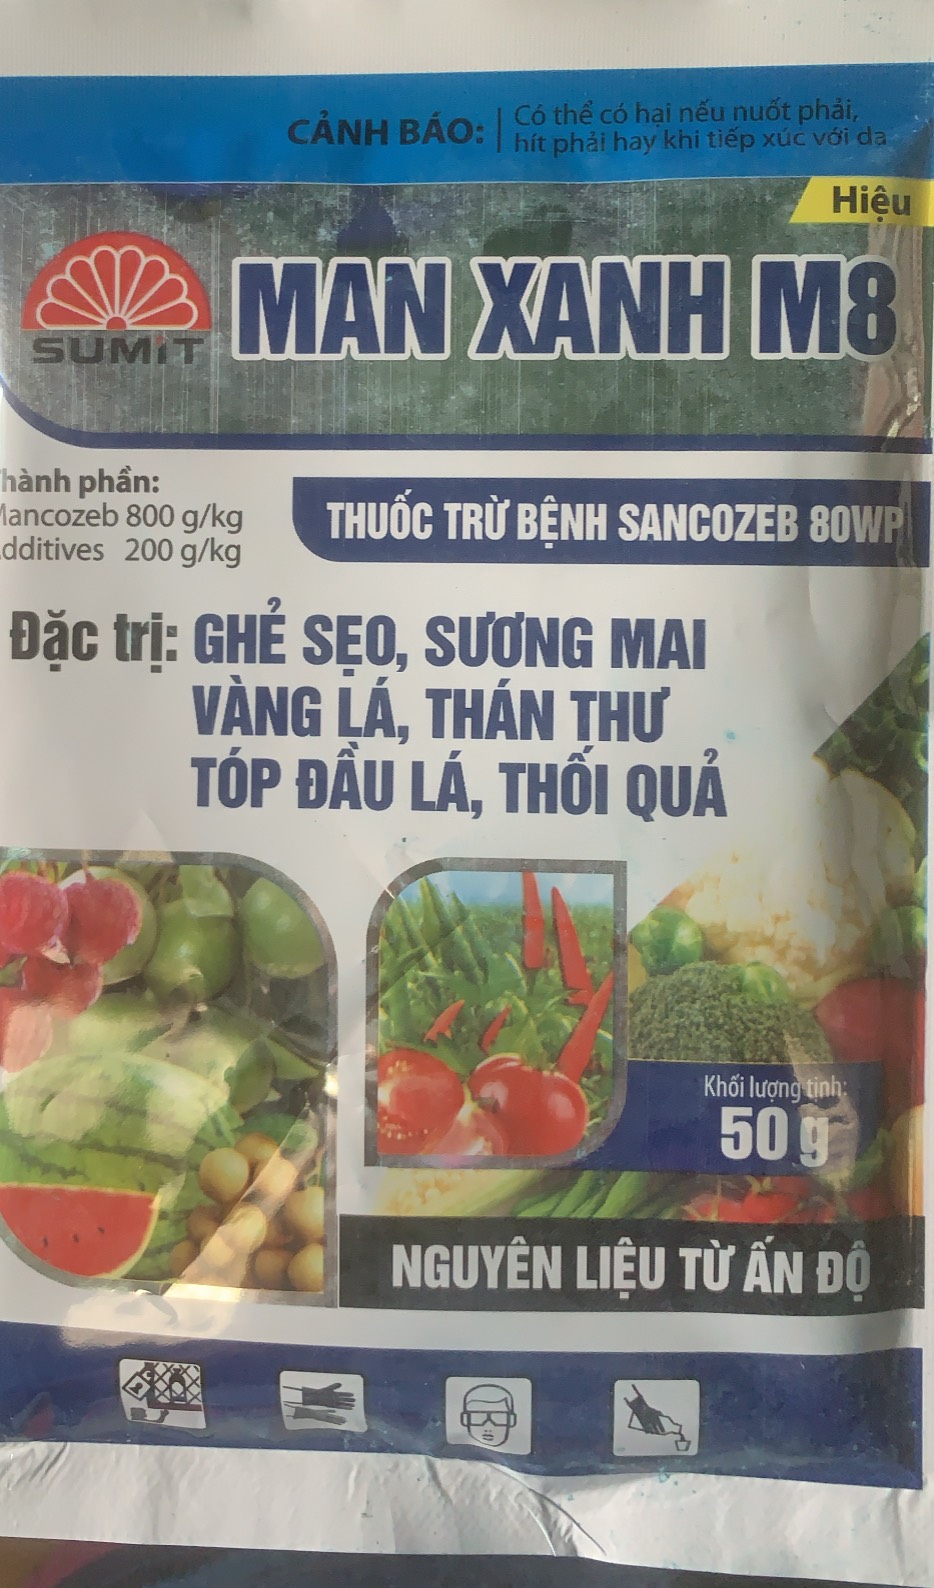 CẢNH BÁO: Có thể có hại nếu nuốt phải,
hít phải hay khi tiếp xúc với da
Hiệu
SUMIT
MAN XANH M8
hành phần:
Mancozeb 800 g/kg
dditives 200 g/kg
THUỐC TRỪ BỆNH SANCOZEB 80WP
Đặc trị: GHẺ SẸO, SƯƠNG MAI
VÀNG LÁ, THÁN THƯ
TÓP ĐẦU LÁ, THỐI QUẢ
Khối lượng tịnh:
50 g
NGUYÊN LIỆU TỪ ẤN ĐỘ